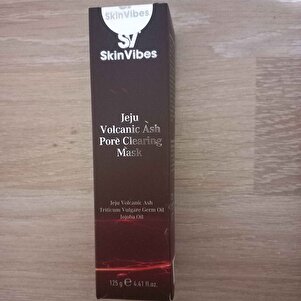 SV
SkinVibes
Jeju
Volcanic Ash
Pore Clearing
Mask
Jeju Volcanic Ash
Triticum Vulgare Germ Oil
Jojoba Oil
125 g ℮ 4,41 fl.oz.